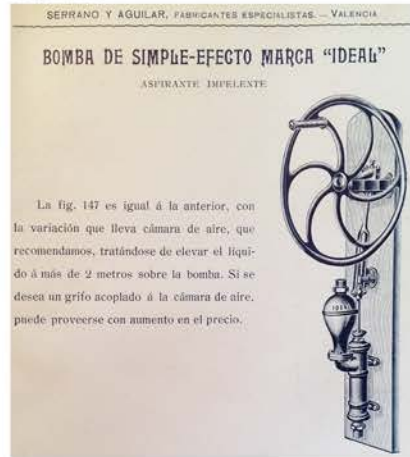 SERRANO Y AGUILAR, FABRICANTES ESPECIALISTAS. — VALENCIA
BOMBA DE SIMPLE-EFECTO MARCA "IDEAL"
ASPIRANTE IMPELENTE
La fig. 147 es igual á la anterior, con
la variación que lleva cámara de aire, que
recomendamos, tratándose de elevar el líqui-
do á más de 2 metros sobre la bomba. Si se
desea un grifo acoplado á la cámara de aire,
puede proveerse con aumento en el precio.
IDEAL